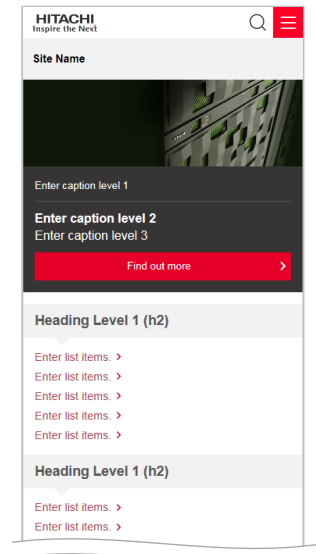 HITACHI
Inspire the Next
Site Name
Enter caption level 1
Enter caption level 2
Enter caption level 3
Find out more
Heading Level 1 (h2)
Enter list items.
Enter list items.
Enter list items.
Enter list items.
Enter list items.
Heading Level 1 (h2)
Enter list items.
Enter list items.